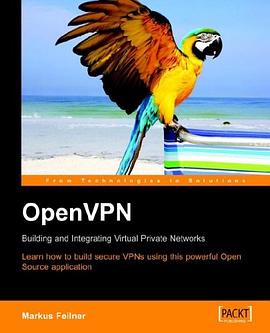 From Technologies to Solutions
OpenVPN
Building and Integrating Virtual Private Networks
Learn how to build secure VPNs using this powerful Open
Source application
Markus Feilner
PACKT
PUBLISHING